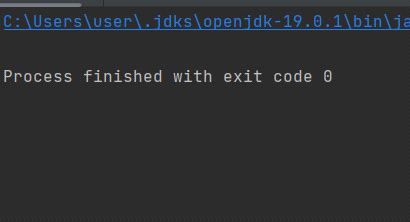 C:\Users\user\.jdks\openjdk-19.0.1\bin\ja
Process finished with exit code 0